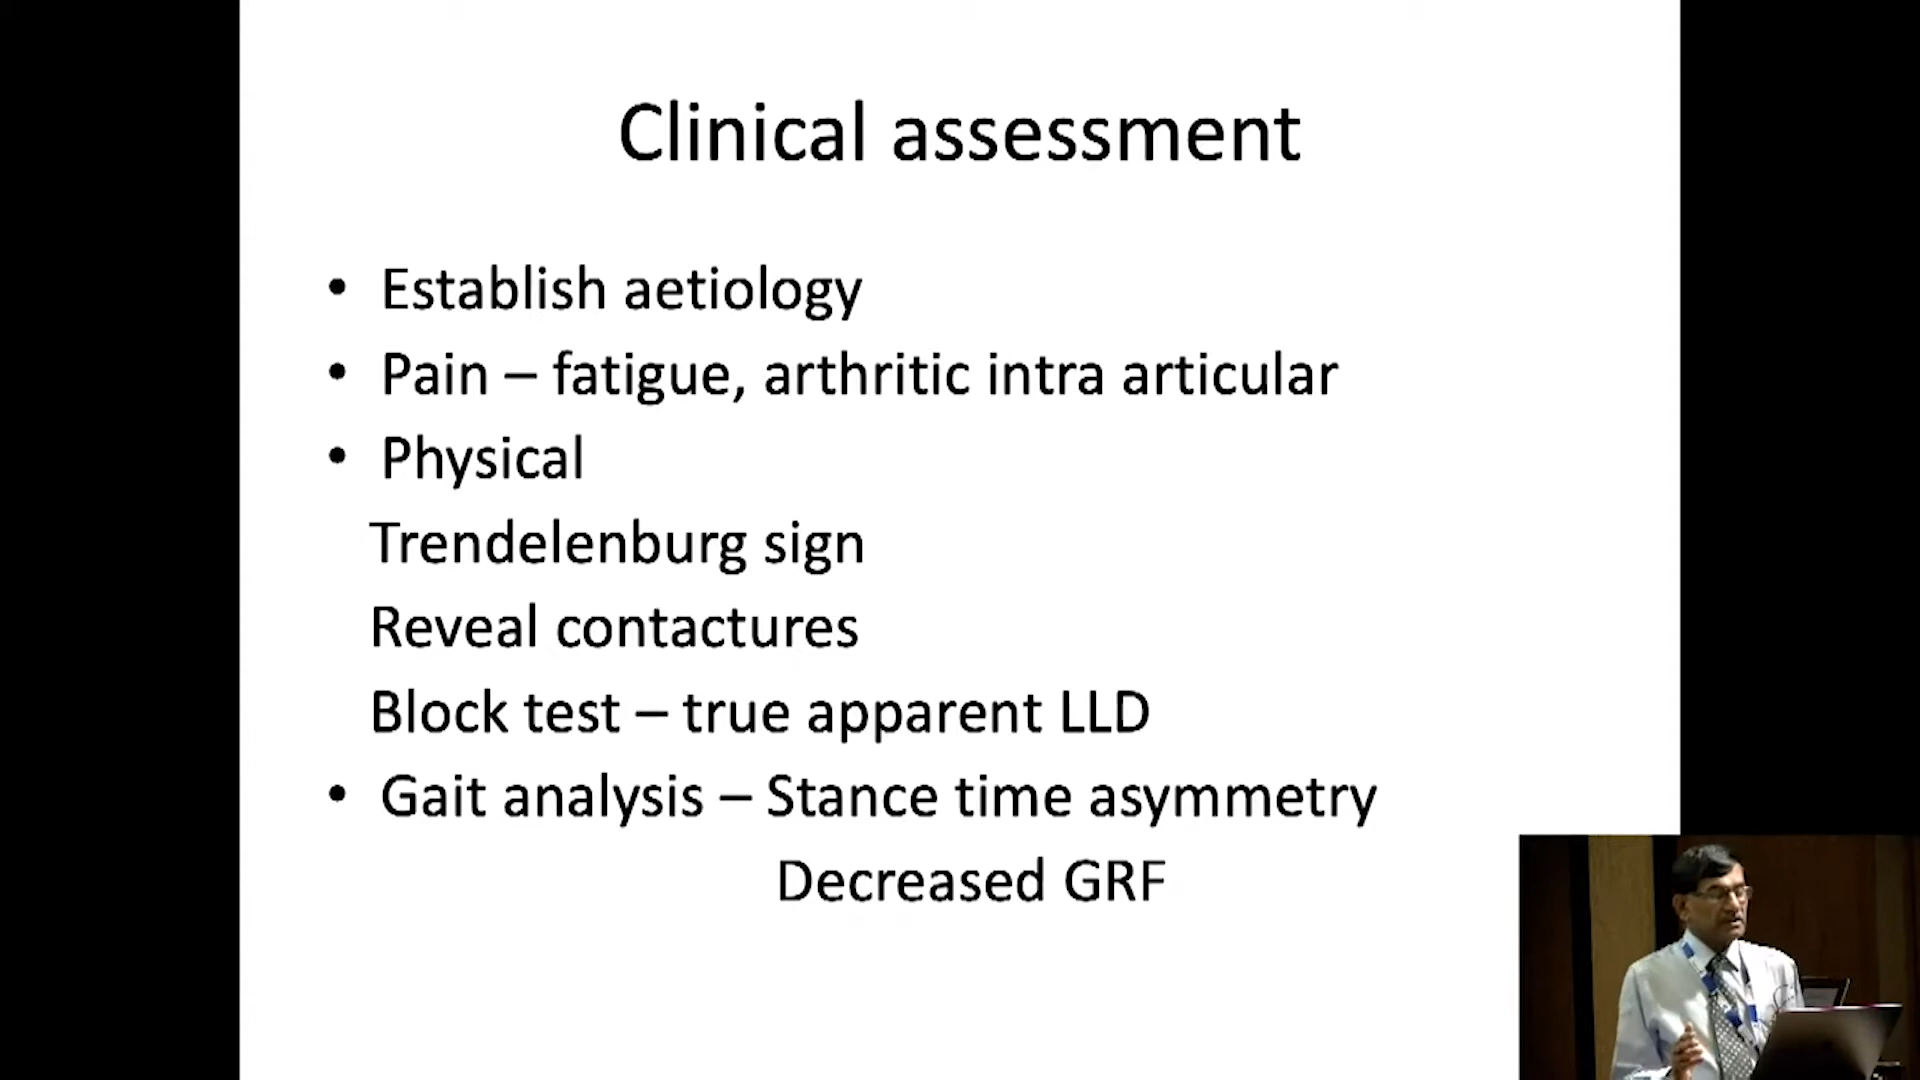 Clinical assessment
• Establish aetiology
• Pain – fatigue, arthritic intra articular
• Physical
Trendelenburg sign
Reveal contactures
Block test – true apparent LLD
• Gait analysis – Stance time asymmetry
Decreased GRF